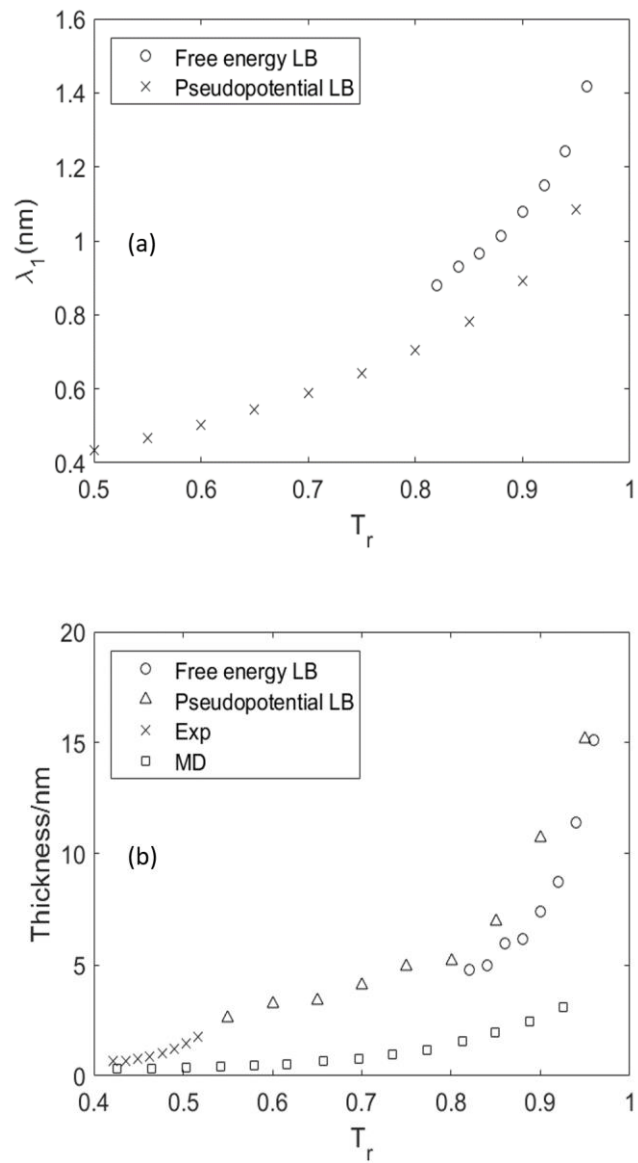 1.6
Free energy LB
Pseudopotential LB
1.4
1.2
(a)
1
0.8
0.6
0.4
λ1(nm)
0.5 0.6 0.7 0.8 0.9 1
Tr
20
Free energy LB
Pseudopotential LB
Exp
MD
15
(b)
10
5
0
Thickness/nm
0.4 0.5 0.6 0.7 0.8 0.9 1
Tr